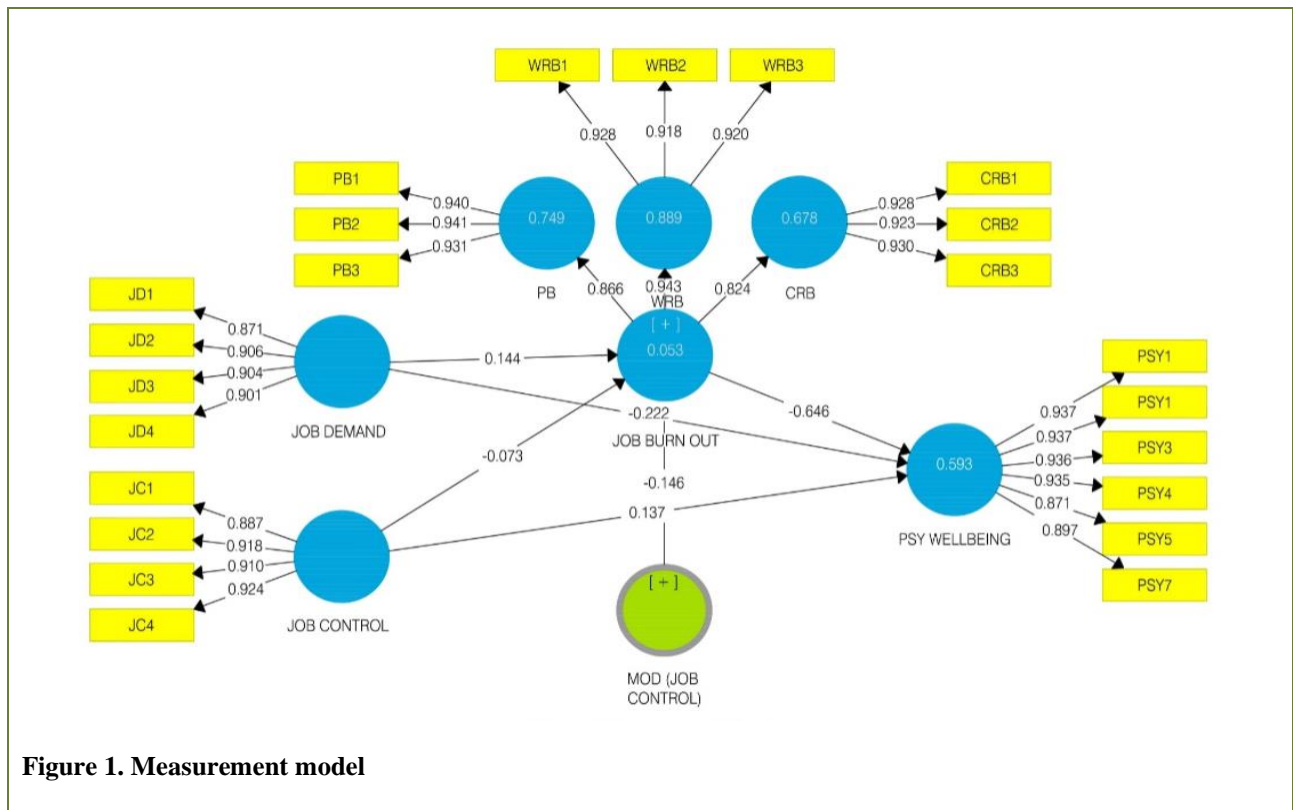 WRB1 WRB2 WRB3
0.928 0.918 0.920
PB1
PB2
PB3
0.940
0.941
0.931
0.749
0.889
0.678
CRB1
CRB2
CRB3
0.928
0.923
0.930
PB
WRB
CRB
0.866
0.943
0.824
JD1
JD2
JD3
JD4
0.871
0.906
0.904
0.901
JOB DEMAND
0.144
[+]
0.053
JOB BURN OUT
-0.222
-0.646
-0.073
-0.146
0.137
JC1
JC2
JC3
JC4
0.887
0.918
0.910
0.924
JOB CONTROL
[+]
MOD (JOB
CONTROL)
0.593
PSY WELLBEING
0.937
0.937
0.936
0.935
0.871
0.897
PSY1
PSY1
PSY3
PSY4
PSY5
PSY7
Figure 1. Measurement model